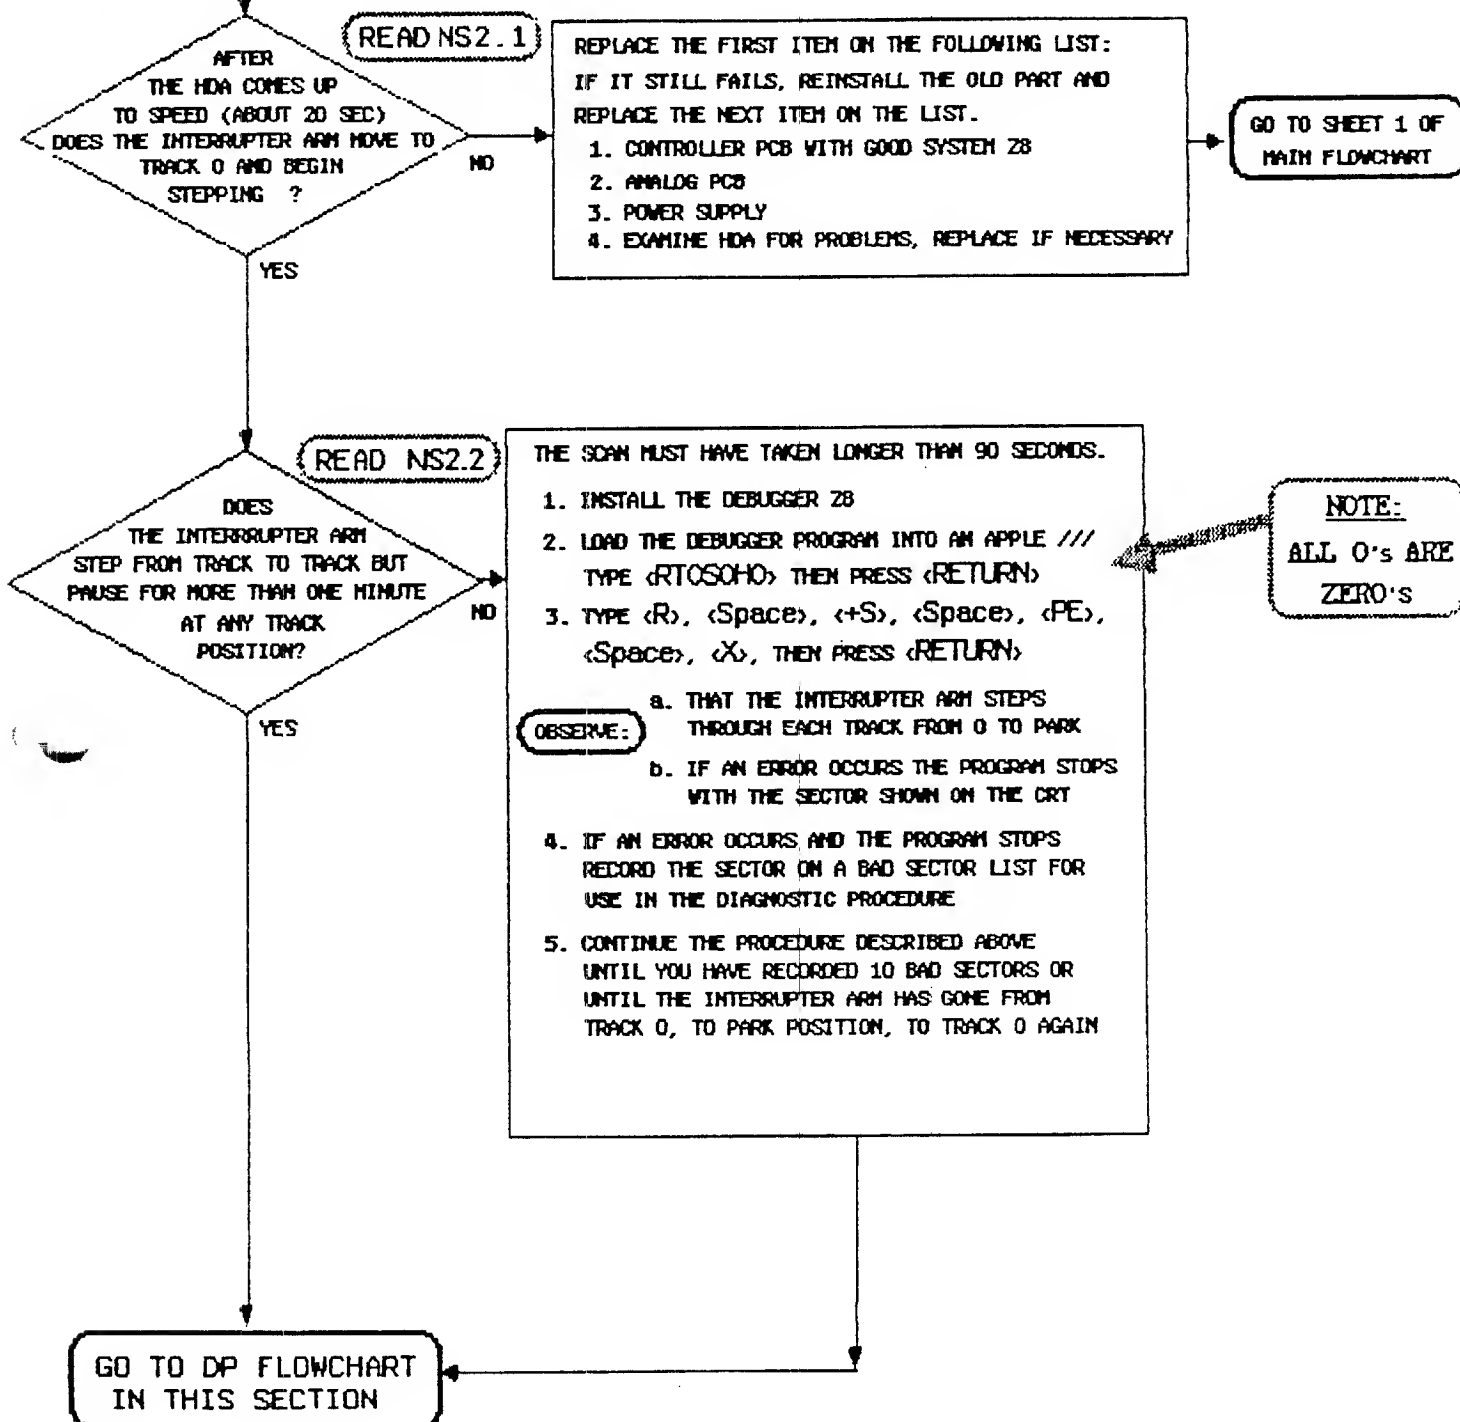 READ NS2.1
AFTER
THE HDA COMES UP
TO SPEED (ABOUT 20 SEC)
DOES THE INTERRUPTER ARM MOVE TO
TRACK 0 AND BEGIN
STEPPING ?
NO
YES
REPLACE THE FIRST ITEM ON THE FOLLOWING LIST:
IF IT STILL FAILS, REINSTALL THE OLD PART AND
REPLACE THE NEXT ITEM ON THE LIST.
1. CONTROLLER PCB WITH GOOD SYSTEM Z8
2. ANALOG PCB
3. POWER SUPPLY
4. EXAMINE HDA FOR PROBLEMS, REPLACE IF NECESSARY
GO TO SHEET 1 OF
MAIN FLOWCHART
READ NS2.2
DOES
THE INTERRRUPTER ARM
STEP FROM TRACK TO TRACK BUT
PAUSE FOR MORE THAN ONE MINUTE
AT ANY TRACK
POSITION?
NO
YES
THE SCAN MUST HAVE TAKEN LONGER THAN 90 SECONDS.
1. INSTALL THE DEBUGGER Z8
2. LOAD THE DEBUGGER PROGRAM INTO AN APPLE ///
TYPE <RTOSOHO> THEN PRESS <RETURN>
3. TYPE <R>, <Space>, <+S>, <Space>, <PE>,
<Space>, <X>, THEN PRESS <RETURN>
OBSERVE:
a. THAT THE INTERRUPTER ARM STEPS
THROUGH EACH TRACK FROM 0 TO PARK
b. IF AN ERROR OCCURS THE PROGRAM STOPS
WITH THE SECTOR SHOWN ON THE CRT
4. IF AN ERROR OCCURS AND THE PROGRAM STOPS
RECORD THE SECTOR ON A BAD SECTOR LIST FOR
USE IN THE DIAGNOSTIC PROCEDURE
5. CONTINUE THE PROCEDURE DESCRIBED ABOVE
UNTIL YOU HAVE RECORDED 10 BAD SECTORS OR
UNTIL THE INTERRUPTER ARM HAS GONE FROM
TRACK 0, TO PARK POSITION, TO TRACK 0 AGAIN
NOTE:
ALL 0's ARE
ZERO's
GO TO DP FLOWCHART
IN THIS SECTION